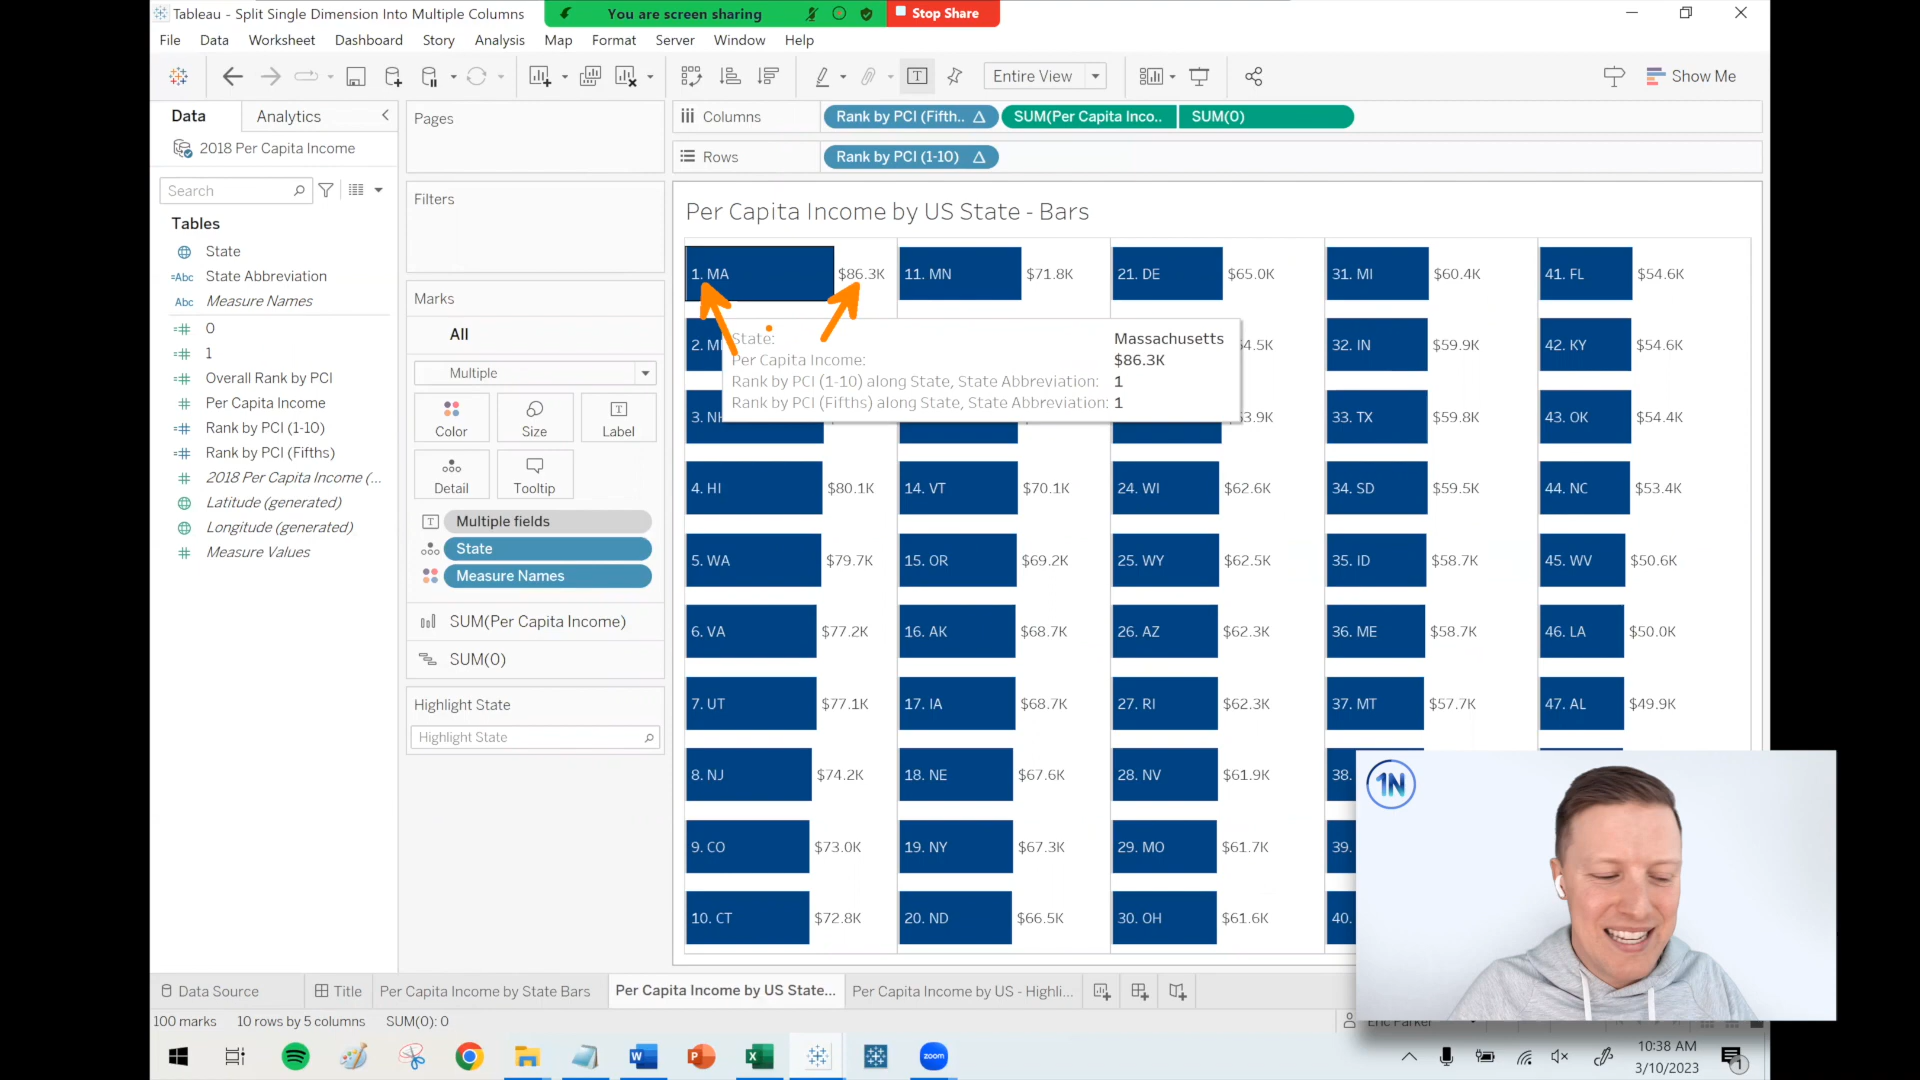 Tableau - Split Single Dimension Into Multiple Columns
You are screen sharing
Stop Share
File Data Worksheet Dashboard Story Analysis Map Format Server Window Help
Entire View
Show Me
Data
Analytics
2018 Per Capita Income
Search
Tables
State
Abc State Abbreviation
Abc Measure Names
0
1
Overall Rank by PCI
Per Capita Income
Rank by PCI (1-10)
Rank by PCI (Fifths)
2018 Per Capita Income (...
Latitude (generated)
Longitude (generated)
Measure Values
Pages
Filters
Marks
All
Multiple
Color
Size
Label
Detail
Tooltip
Multiple fields
State
Measure Names
SUM(Per Capita Income)
SUM(0)
Highlight State
Highlight State
Columns
Rank by PCI (Fifth..
SUM(Per Capita Inco..
SUM(0)
Rows
Rank by PCI (1-10)
Per Capita Income by US State - Bars
1. MA $86.3K 11. MN $71.8K 21. DE $65.0K 31. MI $60.4K 41. FL $54.6K
State: Massachusetts
Per Capita Income: $86.3K
Rank by PCI (1-10) along State, State Abbreviation: 1
Rank by PCI (Fifths) along State, State Abbreviation: 1
2. 32. IN $59.9K 42. KY $54.6K
3. 33. TX $59.8K 43. OK $54.4K
4. HI $80.1K 14. VT $70.1K 24. WI $62.6K 34. SD $59.5K 44. NC $53.4K
5. WA $79.7K 15. OR $69.2K 25. WY $62.5K 35. ID $58.7K 45. WV $50.6K
6. VA $77.2K 16. AK $68.7K 26. AZ $62.3K 36. ME $58.7K 46. LA $50.0K
7. UT $77.1K 17. IA $68.7K 27. RI $62.3K 37. MT $57.7K 47. AL $49.9K
8. NJ $74.2K 18. NE $67.6K 28. NV $61.9K 38.
9. CO $73.0K 19. NY $67.3K 29. MO $61.7K 39.
10. CT $72.8K 20. ND $66.5K 30. OH $61.6K 40.
1N
Data Source
Title
Per Capita Income by State Bars
Per Capita Income by US State...
Per Capita Income by US - Highli...
100 marks 10 rows by 5 columns SUM(0): 0
Eric Parker
zoom
10:38 AM
3/10/2023
1